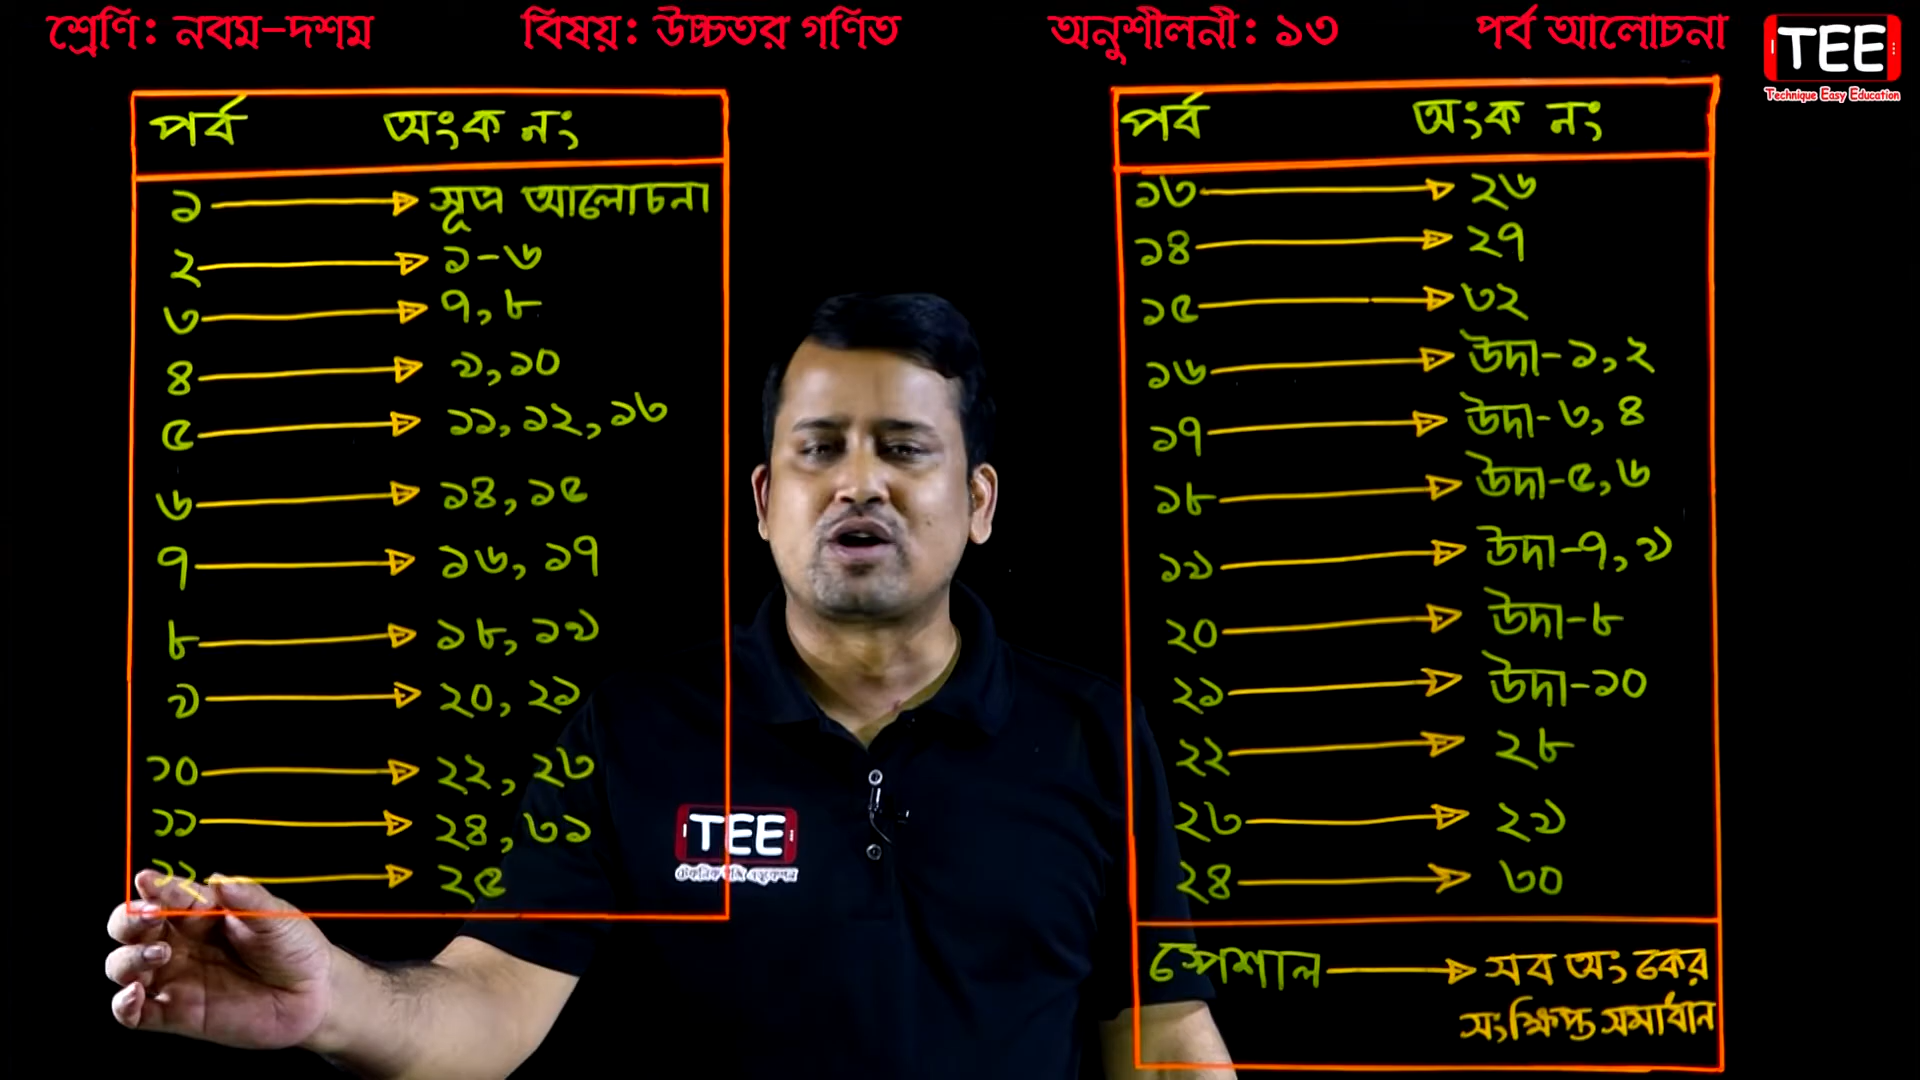 শ্রেণি: নবম-দশম বিষয়: উচ্চতর গণিত অনুশীলনী: ১৩ পর্ব আলোচনা
TEE
Technique Easy Education
পর্ব অংক নং
১ সূত্র আলোচনা
২ ১-৬
৩ ৭, ৮
৪ ৯, ১০
৫ ১১, ১২, ১৩
৬ ১৪, ১৫
৭ ১৬, ১৭
৮ ১৮, ১৯
৯ ২০, ২১
১০ ২২, ২৩
১১ ২৪, ৩১
১২ ২৫
পর্ব অংক নং
১৩ ২৬
১৪ ২৭
১৫ ৩২
১৬ উদা-১, ২
১৭ উদা-৩, ৪
১৮ উদা-৫, ৬
১৯ উদা-৭, ৯
২০ উদা-৮
২১ উদা-১০
২২ ২৮
২৩ ২৯
২৪ ৩০
স্পেশাল সব অংকের
সংক্ষিপ্ত সমাধান
TEE